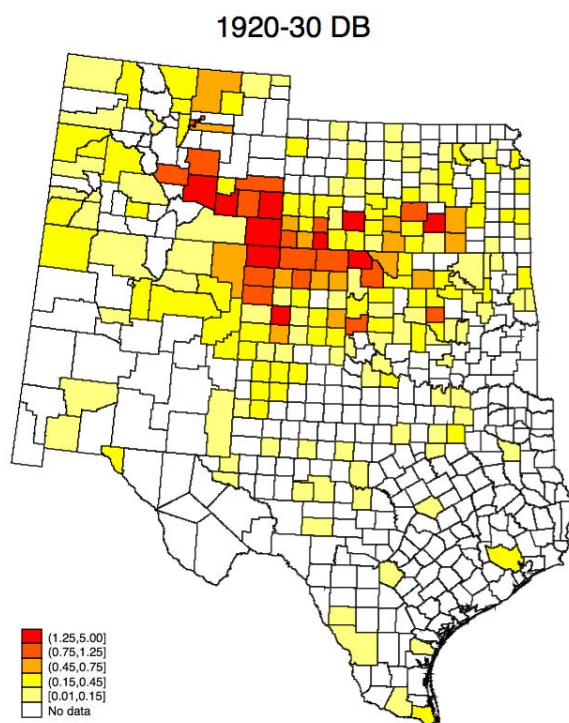 1920-30 DB
(1.25,5.00]
(0.75,1.25]
(0.45,0.75]
(0.15,0.45]
[0.01,0.15]
No data